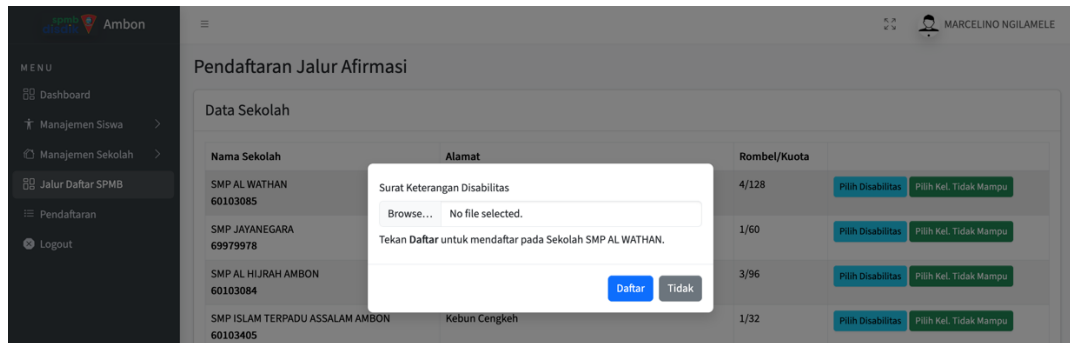 spmb Ambon
MARCELINO NGILAMELE
MENU
Dashboard
Manajemen Siswa
Manajemen Sekolah
Jalur Daftar SPMB
Pendaftaran
Logout
Pendaftaran Jalur Afirmasi
Data Sekolah
Nama Sekolah Alamat Rombel/Kuota
SMP AL WATHAN 4/128 Pilih Disabilitas Pilih Kel. Tidak Mampu
60103085
SMP JAYANEGARA 1/60 Pilih Disabilitas Pilih Kel. Tidak Mampu
69979978
SMP AL HIJRAH AMBON 3/96 Pilih Disabilitas Pilih Kel. Tidak Mampu
60103084
SMP ISLAM TERPADU ASSALAM AMBON Kebun Cengkeh 1/32 Pilih Disabilitas Pilih Kel. Tidak Mampu
60103405
Surat Keterangan Disabilitas
Browse... No file selected.
Tekan Daftar untuk mendaftar pada Sekolah SMP AL WATHAN.
Daftar Tidak